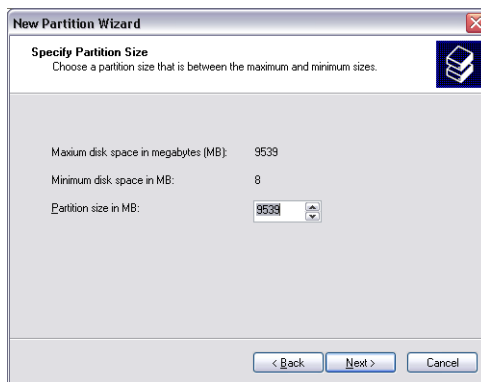 New Partition Wizard
Specify Partition Size
Choose a partition size that is between the maximum and minimum sizes.
Maxium disk space in megabytes (MB): 9539
Minimum disk space in MB: 8
Partition size in MB: 9539
< Back Next > Cancel